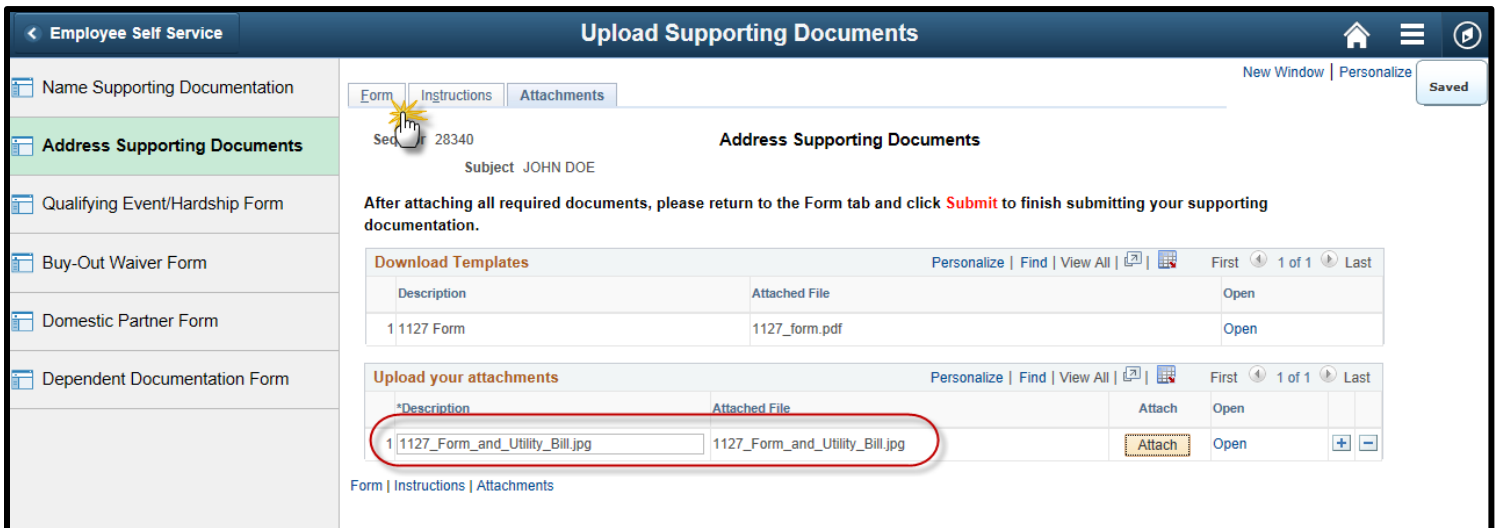 Employee Self Service
Upload Supporting Documents
New Window | Personalize
Saved
Name Supporting Documentation
Address Supporting Documents
Qualifying Event/Hardship Form
Buy-Out Waiver Form
Domestic Partner Form
Dependent Documentation Form
Form Instructions Attachments
28340
Address Supporting Documents
Subject JOHN DOE
After attaching all required documents, please return to the Form tab and click Submit to finish submitting your supporting
documentation.
Download Templates Personalize | Find | View All | | First 1 of 1 Last
Description Attached File Open
1 1127 Form 1127_form.pdf Open
Upload your attachments Personalize | Find | View All | | First 1 of 1 Last
*Description Attached File Attach Open
1 1127_Form_and_Utility_Bill.jpg 1127_Form_and_Utility_Bill.jpg Attach Open + −
Form | Instructions | Attachments